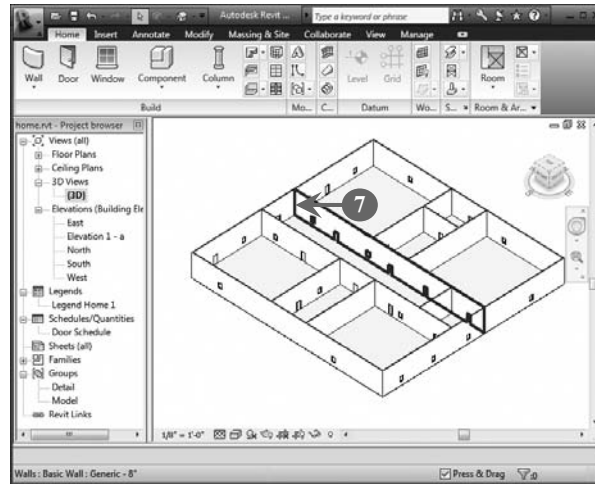 Autodesk Revit ...
Type a keyword or phrase
Home Insert Annotate Modify Massing & Site Collaborate View Manage
Wall Door Window Component Column Level Grid Room
Build Mo... C... Datum Wo... S... Room & Ar...
home.rvt - Project browser
Views (all)
Floor Plans
Ceiling Plans
3D Views
{3D}
Elevations (Building Ele
East
Elevation 1 - a
North
South
West
Legends
Legend Home 1
Schedules/Quantities
Door Schedule
Sheets (all)
Families
Groups
Detail
Model
Revit Links
7
1/8" = 1'-0"
Walls : Basic Wall : Generic - 8"
Press & Drag
:0